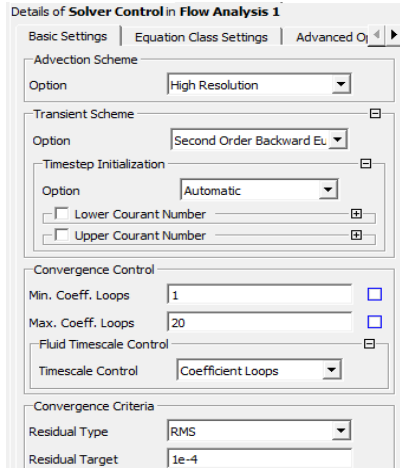 Details of Solver Control in Flow Analysis 1
Basic Settings Equation Class Settings Advanced O
Advection Scheme
Option High Resolution
Transient Scheme
Option Second Order Backward Eu
Timestep Initialization
Option Automatic
Lower Courant Number
Upper Courant Number
Convergence Control
Min. Coeff. Loops 1
Max. Coeff. Loops 20
Fluid Timescale Control
Timescale Control Coefficient Loops
Convergence Criteria
Residual Type RMS
Residual Target 1e-4